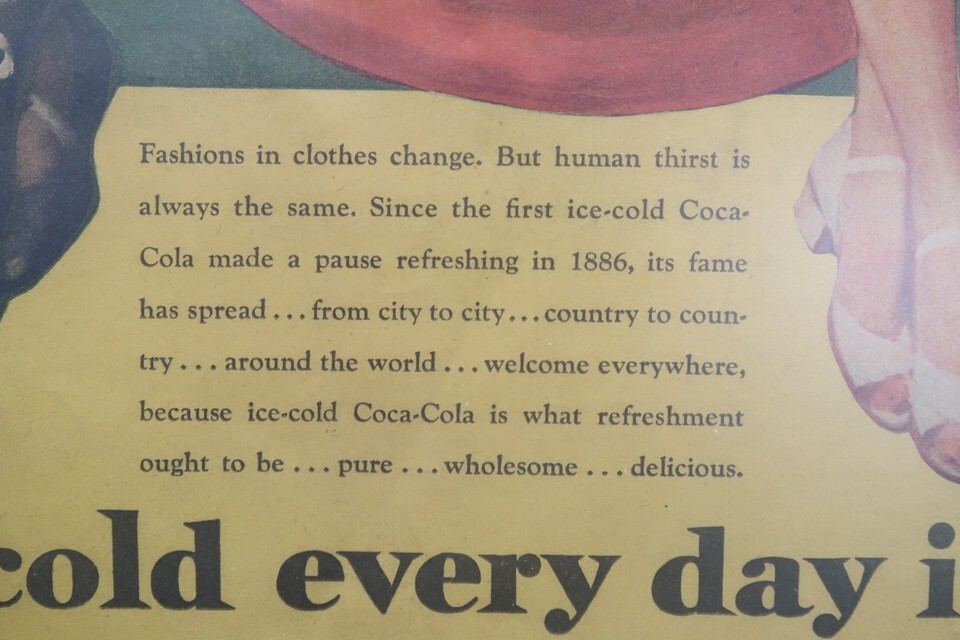 Fashions in clothes change. But human thirst is
always the same. Since the first ice-cold Coca-
Cola made a pause refreshing in 1886, its fame
has spread...from city to city...country to coun-
try...around the world...welcome everywhere,
because ice-cold Coca-Cola is what refreshment
ought to be...pure...wholesome...delicious.
cold every day i